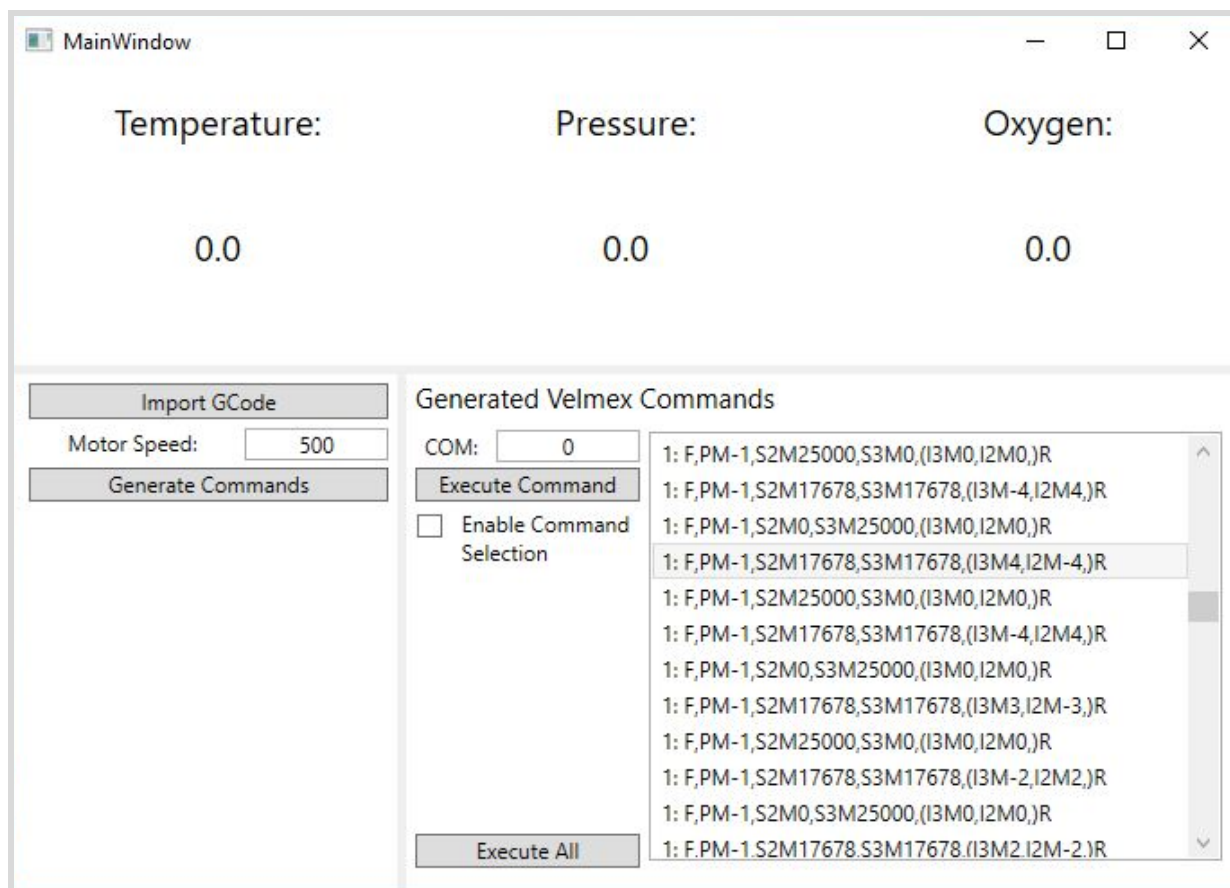 MainWindow
Temperature:
Pressure:
Oxygen:
0.0
0.0
0.0
Import GCode
Motor Speed:
500
Generate Commands
Generated Velmex Commands
COM:
0
Execute Command
Enable Command
Selection
Execute All
1: F,PM-1,S2M25000,S3M0,(I3M0,I2M0,)R
1: F,PM-1,S2M17678,S3M17678,(I3M-4,I2M4,)R
1: F,PM-1,S2M0,S3M25000,(I3M0,I2M0,)R
1: F,PM-1,S2M17678,S3M17678,(I3M4,I2M-4,)R
1: F,PM-1,S2M25000,S3M0,(I3M0,I2M0,)R
1: F,PM-1,S2M17678,S3M17678,(I3M-4,I2M4,)R
1: F,PM-1,S2M0,S3M25000,(I3M0,I2M0,)R
1: F,PM-1,S2M17678,S3M17678,(I3M3,I2M-3,)R
1: F,PM-1,S2M25000,S3M0,(I3M0,I2M0,)R
1: F,PM-1,S2M17678,S3M17678,(I3M-2,I2M2,)R
1: F,PM-1,S2M0,S3M25000,(I3M0,I2M0,)R
1: F,PM-1,S2M17678,S3M17678,(I3M2,I2M-2,)R